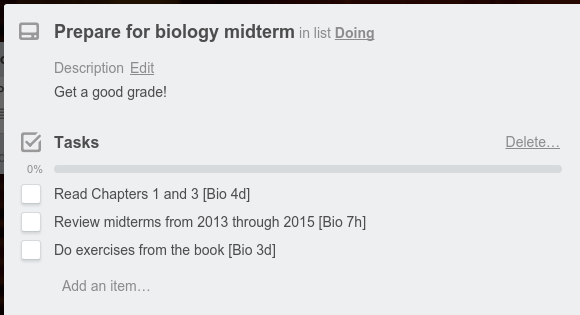 Prepare for biology midterm in list Doing
Description Edit
Get a good grade!
Tasks Delete…
0%
Read Chapters 1 and 3 [Bio 4d]
Review midterms from 2013 through 2015 [Bio 7h]
Do exercises from the book [Bio 3d]
Add an item…